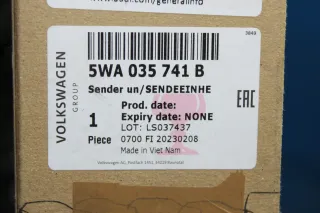 3049
VOLKSWAGEN
GROUP
5WA 035 741 B
Sender un/SENDEEINHE
Prod. date:
Expiry date: NONE
LOT: LS037437
1
Piece
0700 FI 20230208
Made in Viet Nam
EAC